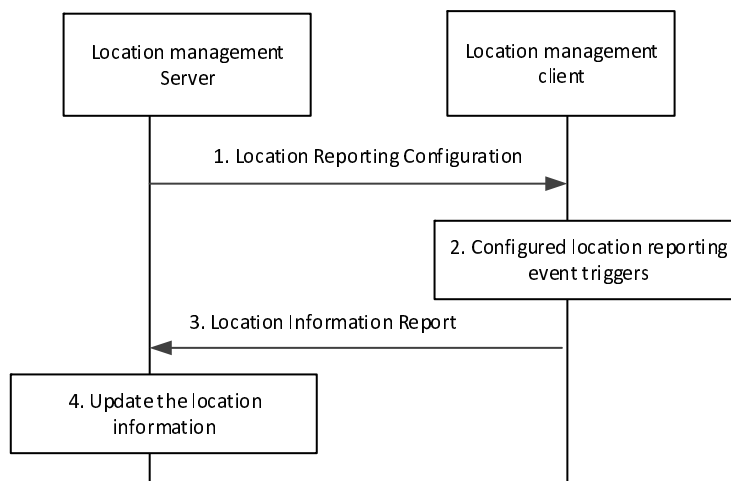 Location management
Server
Location management
client
1. Location Reporting Configuration
2. Configured location reporting
event triggers
3. Location Information Report
4. Update the location
information